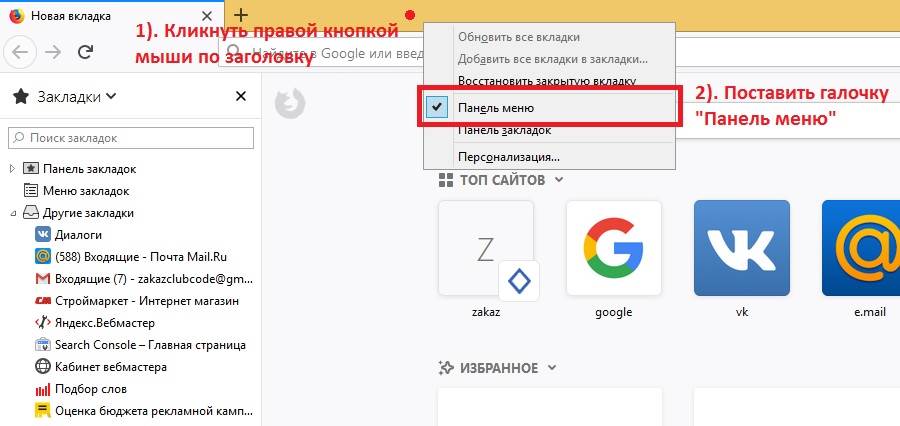 Новая вкладка
1). Кликнуть правой кнопкой
мыши по заголовку
Найдите в Google или введ
Обновить все вкладки
Добавить все вкладки в закладки...
Восстановить закрытую вкладку
Панель меню
Панель закладок
Персонализация...
2). Поставить галочку
"Панель меню"
Закладки
Поиск закладок
Панель закладок
Меню закладок
Другие закладки
Диалоги
(588) Входящие - Почта Mail.Ru
Входящие (7) - zakazclubcode@gm...
Строймаркет - Интернет магазин
Яндекс.Вебмастер
Search Console – Главная страница
Кабинет вебмастера
Подбор слов
Оценка бюджета рекламной камп...
ТОП САЙТОВ
Z
zakaz
google
vk
e.mail
ИЗБРАННОЕ